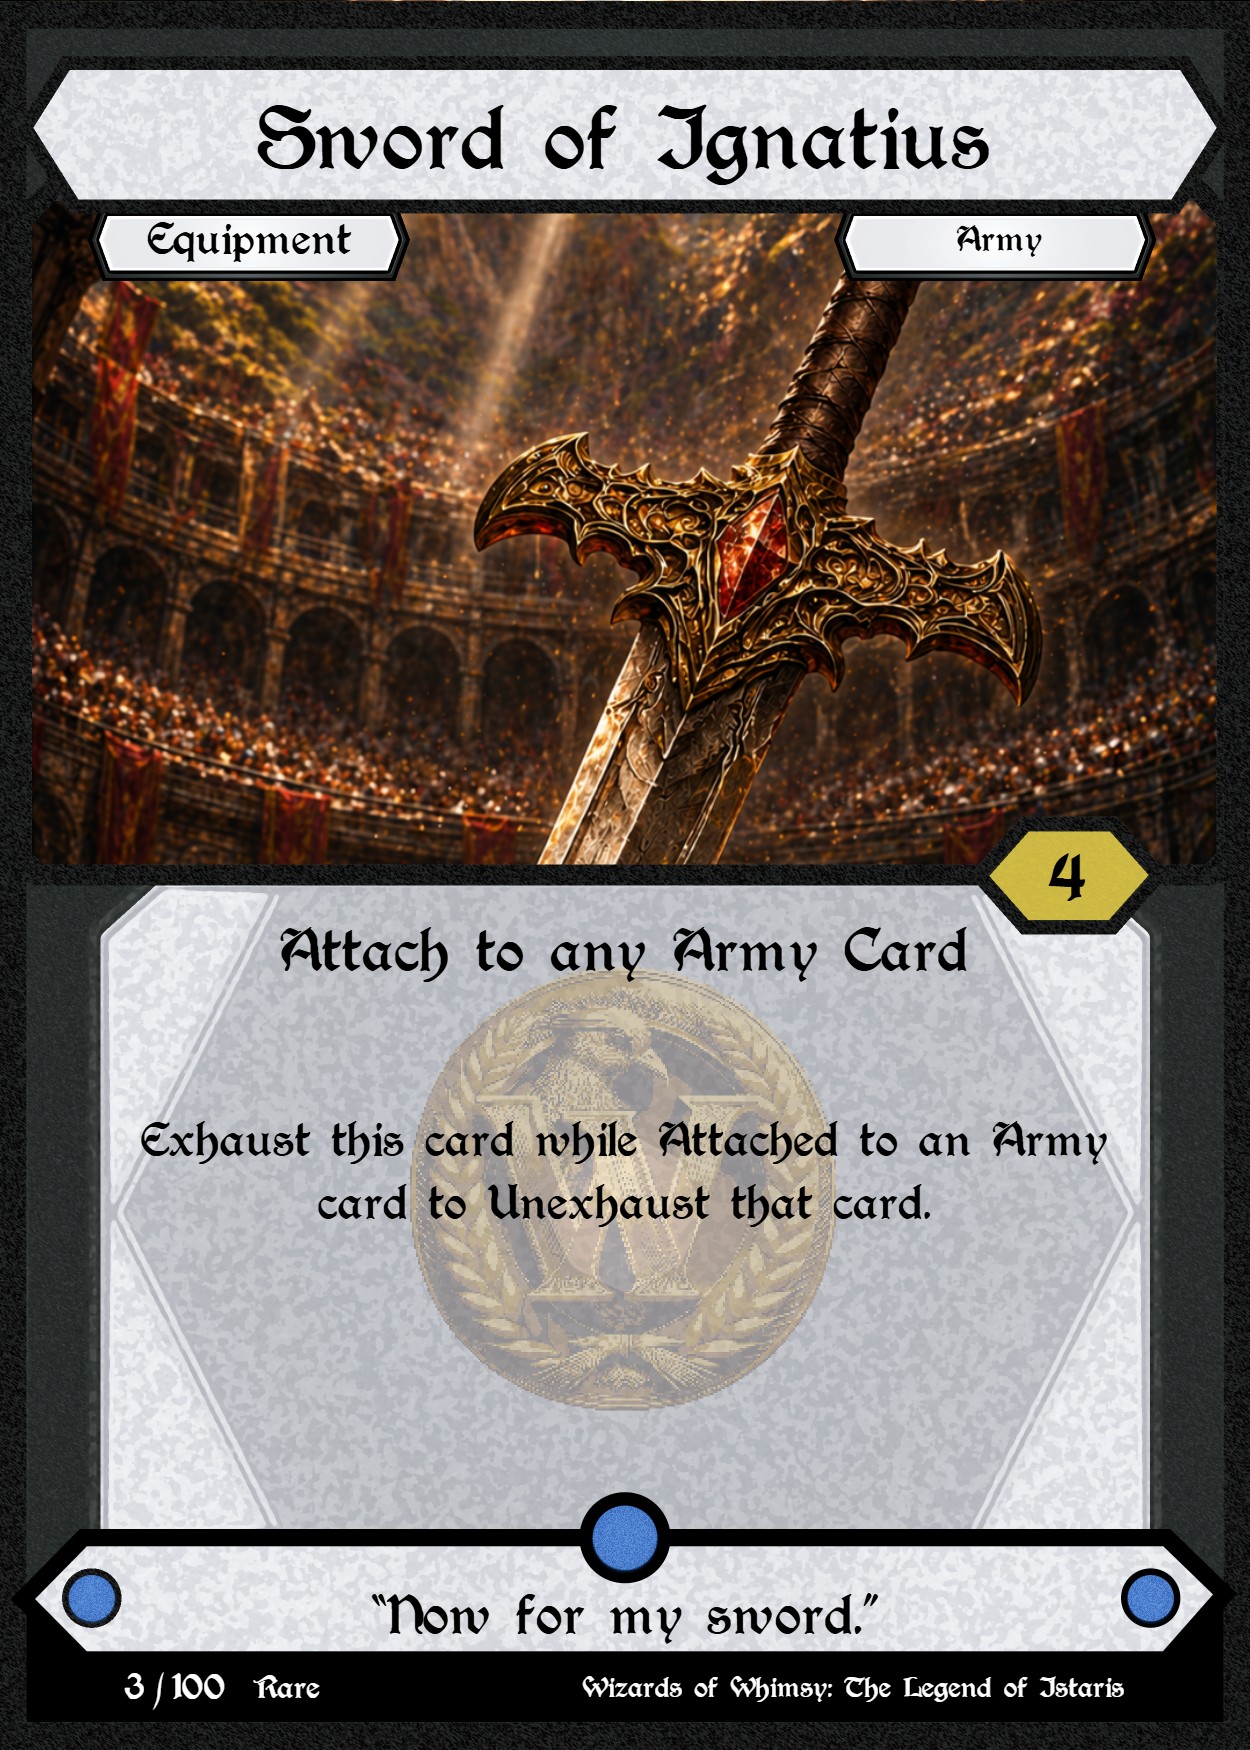 Sword of Ignatius
Equipment
Army
4
Attach to any Army Card
Exhaust this card while Attached to an Army
card to Unexhaust that card.
W
"Now for my sword."
3 / 100 Rare
Wizards of Whimsy: The Legend of Istaris